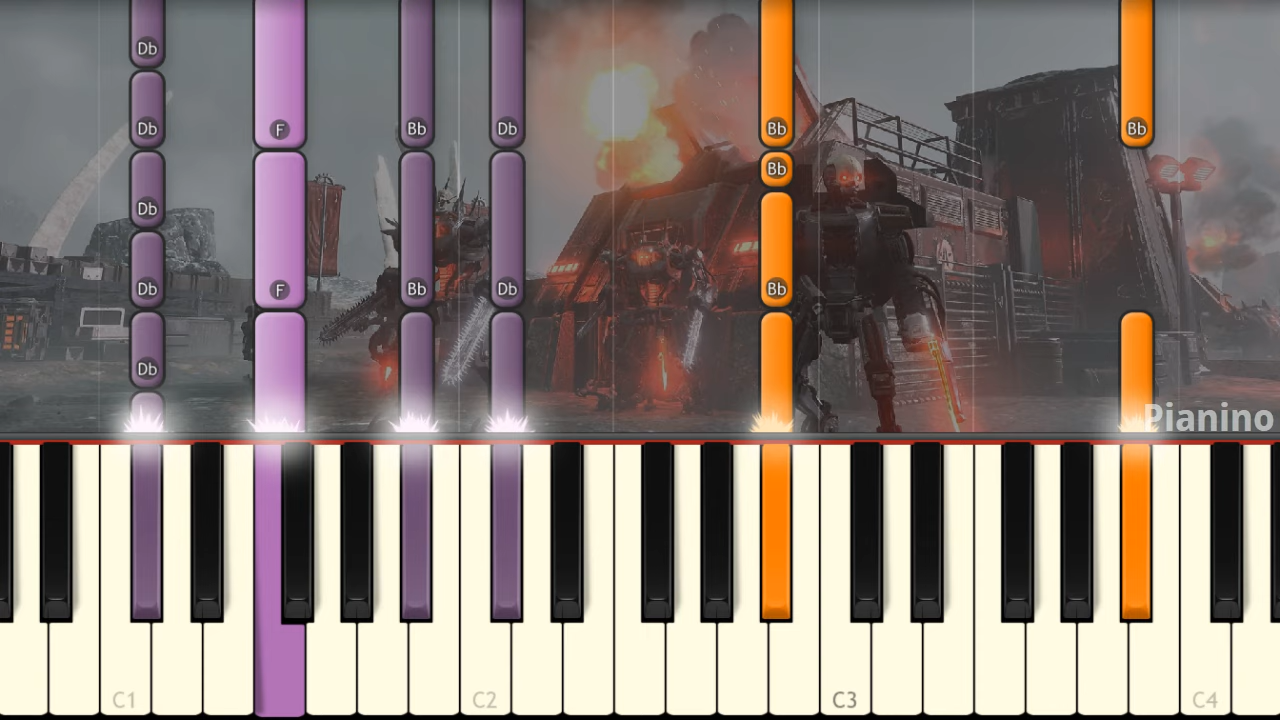 Db
Db F Bb Db Bb Bb
Bb
Db
Db F Bb Db Bb
Db
Pianino
C1 C2 C3 C4